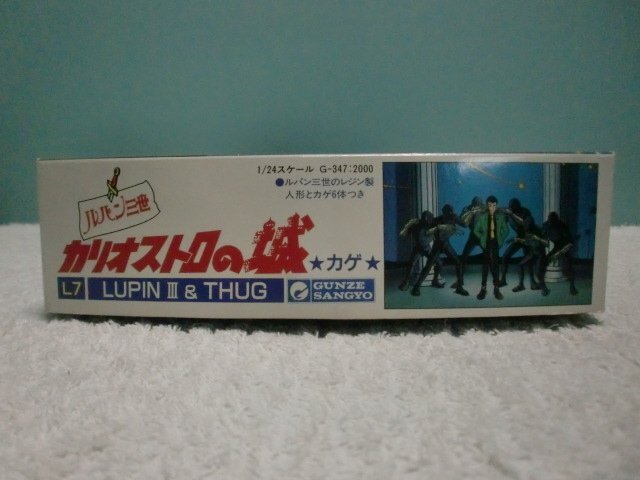 1/24スケール G-347:2000
●ルパン三世のレジン製
人形とカゲ6体つき
ルパン三世
カリオストロの城
★カゲ★
L7 LUPIN III & THUG
GUNZE
SANGYO